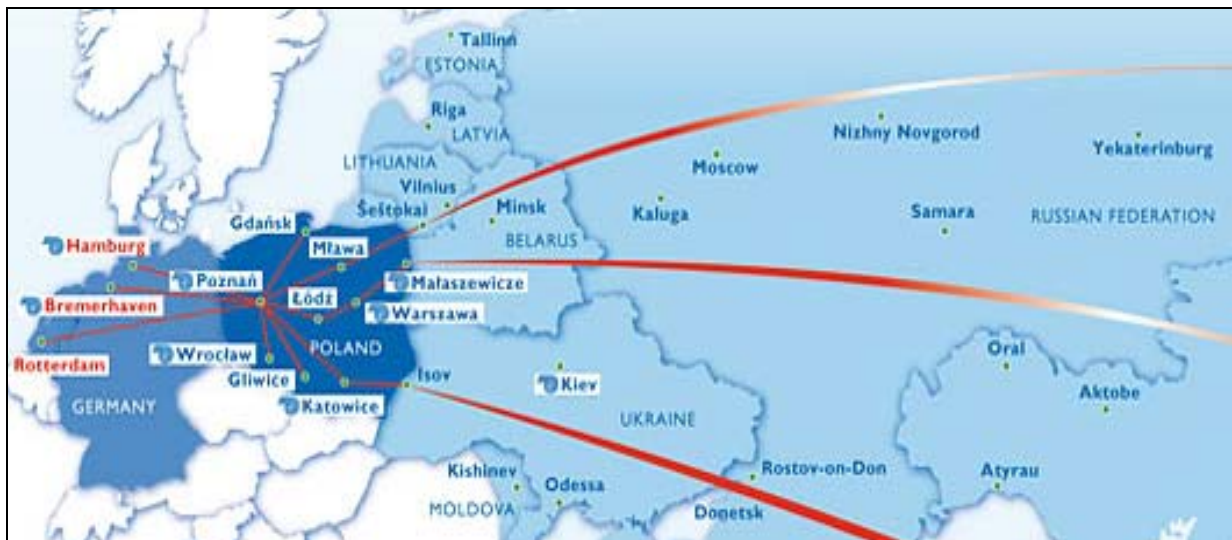 Tallinn
ESTONIA
Riga
LATVIA
Nizhny Novgorod
Yekaterinburg
Moscow
LITHUANIA
Vilnius
Šeštokai
Minsk
Kaluga
Samara
RUSSIAN FEDERATION
Gdańsk
BELARUS
Hamburg
Mława
Poznań
Małaszewicze
Bremerhaven
Łódź
Warszawa
Wrocław
POLAND
Rotterdam
Oral
Gliwice
Isov
Kiev
Aktobe
GERMANY
Katowice
UKRAINE
Kishinev
Rostov-on-Don
Atyrau
Odessa
MOLDOVA
Donetsk